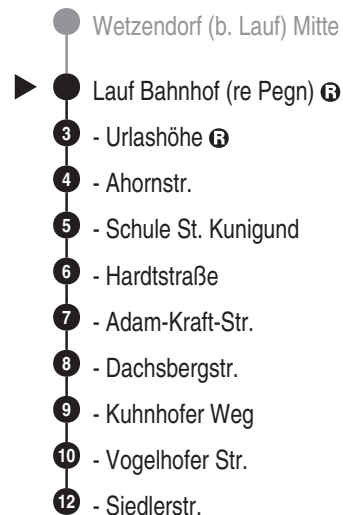 Wetzendorf (b. Lauf) Mitte
Lauf Bahnhof (re Pegn) R
3 - Urlashöhe R
4 - Ahornstr.
5 - Schule St. Kunigund
6 - Hardtstraße
7 - Adam-Kraft-Str.
8 - Dachsbergstr.
9 - Kuhnhofer Weg
10 - Vogelhofer Str.
12 - Siedlerstr.